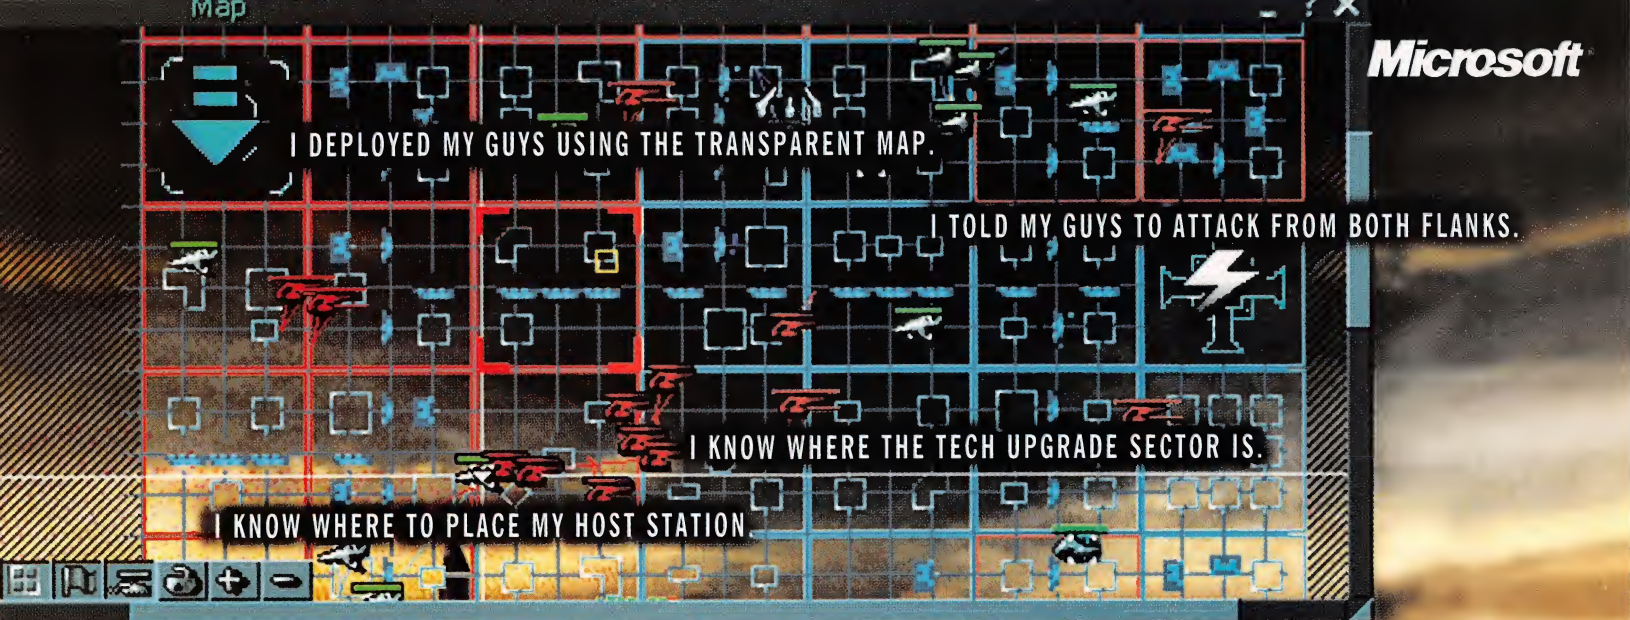 Map
? X
Microsoft
I DEPLOYED MY GUYS USING THE TRANSPARENT MAP.
I TOLD MY GUYS TO ATTACK FROM BOTH FLANKS.
I KNOW WHERE THE TECH UPGRADE SECTOR IS.
I KNOW WHERE TO PLACE MY HOST STATION.